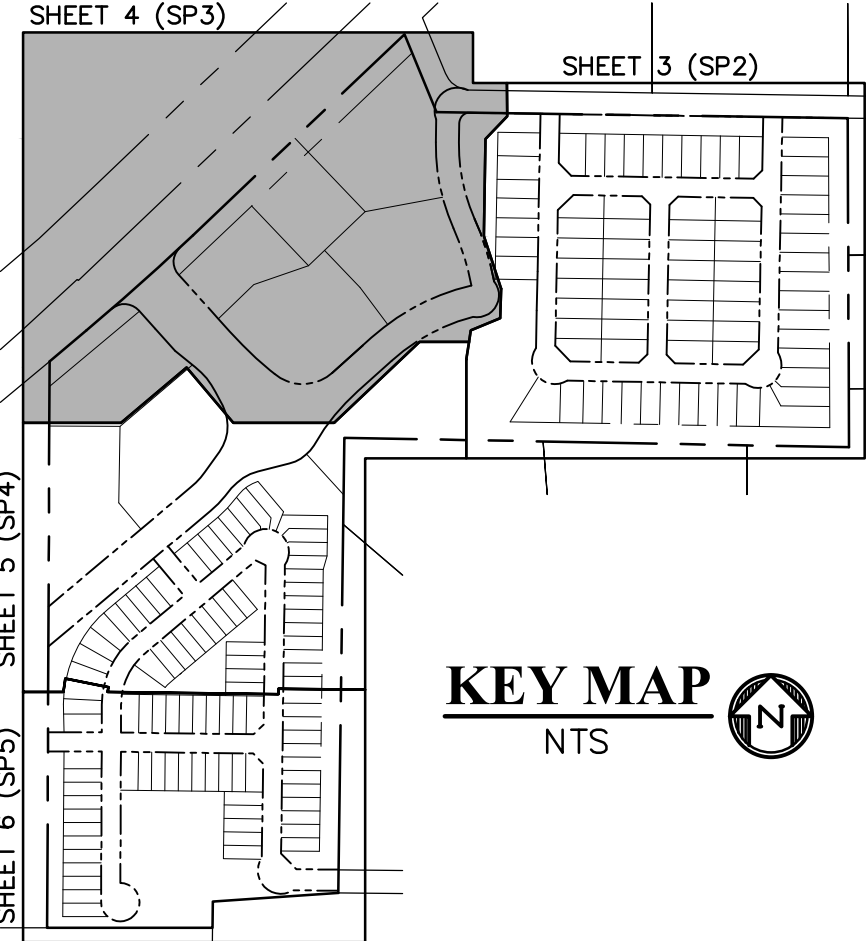 SHEET 4 (SP3)
SHEET 3 (SP2)
SHEET 5 (SP4)
SHEET 6 (SP5)
KEY MAP
NTS
N